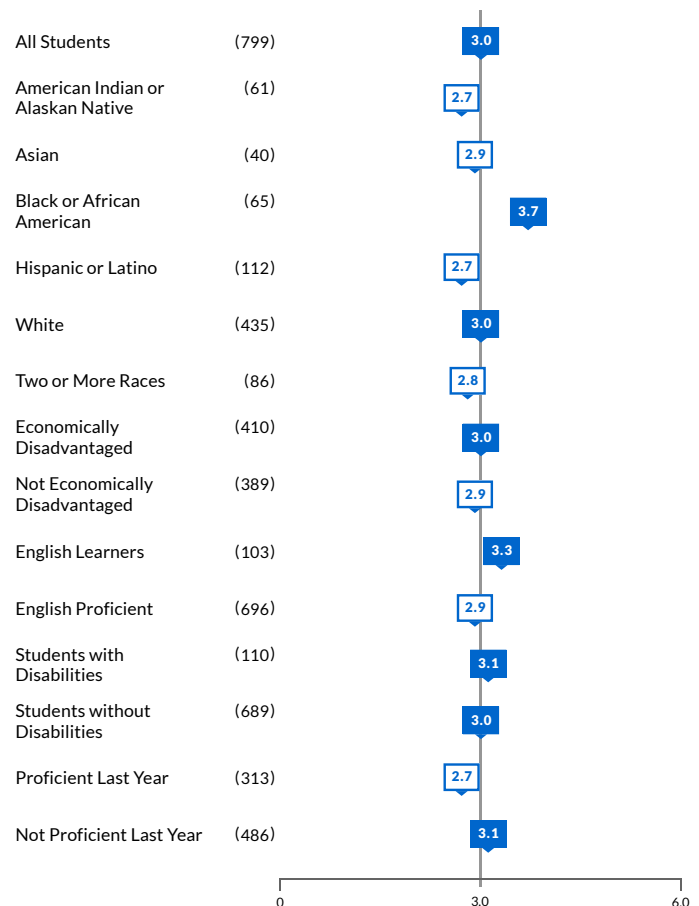 All Students (799) 3.0
American Indian or (61)
Alaskan Native 2.7
Asian (40) 2.9
Black or African (65)
American 3.7
Hispanic or Latino (112) 2.7
White (435) 3.0
Two or More Races (86) 2.8
Economically (410)
Disadvantaged 3.0
Not Economically (389)
Disadvantaged 2.9
English Learners (103) 3.3
English Proficient (696) 2.9
Students with (110)
Disabilities 3.1
Students without (689)
Disabilities 3.0
Proficient Last Year (313) 2.7
Not Proficient Last Year (486) 3.1
0 3.0 6.0